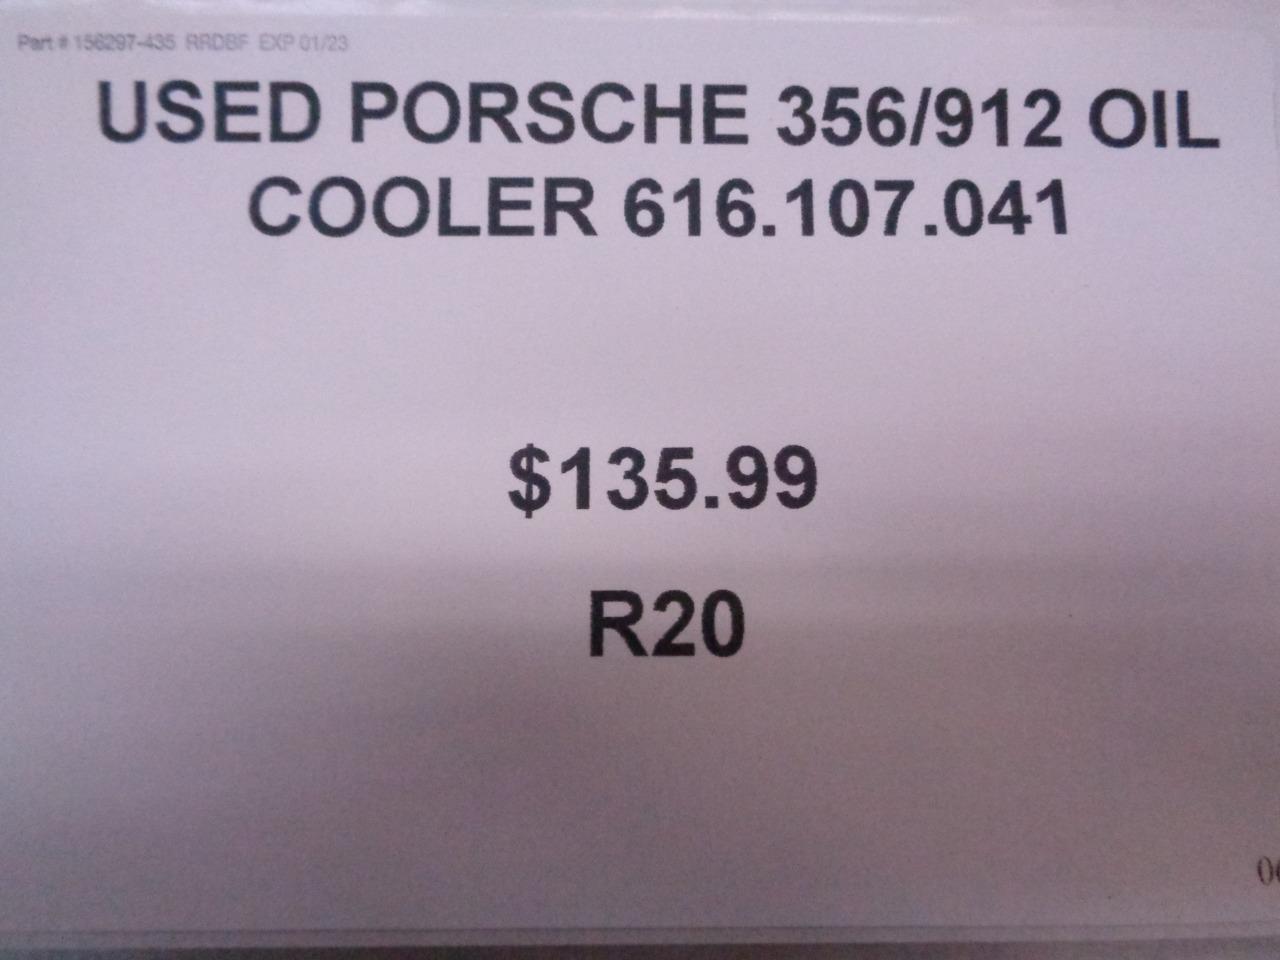 Part # 156297-435 RRDBF EXP 01/23
USED PORSCHE 356/912 OIL
COOLER 616.107.041
$135.99
R20